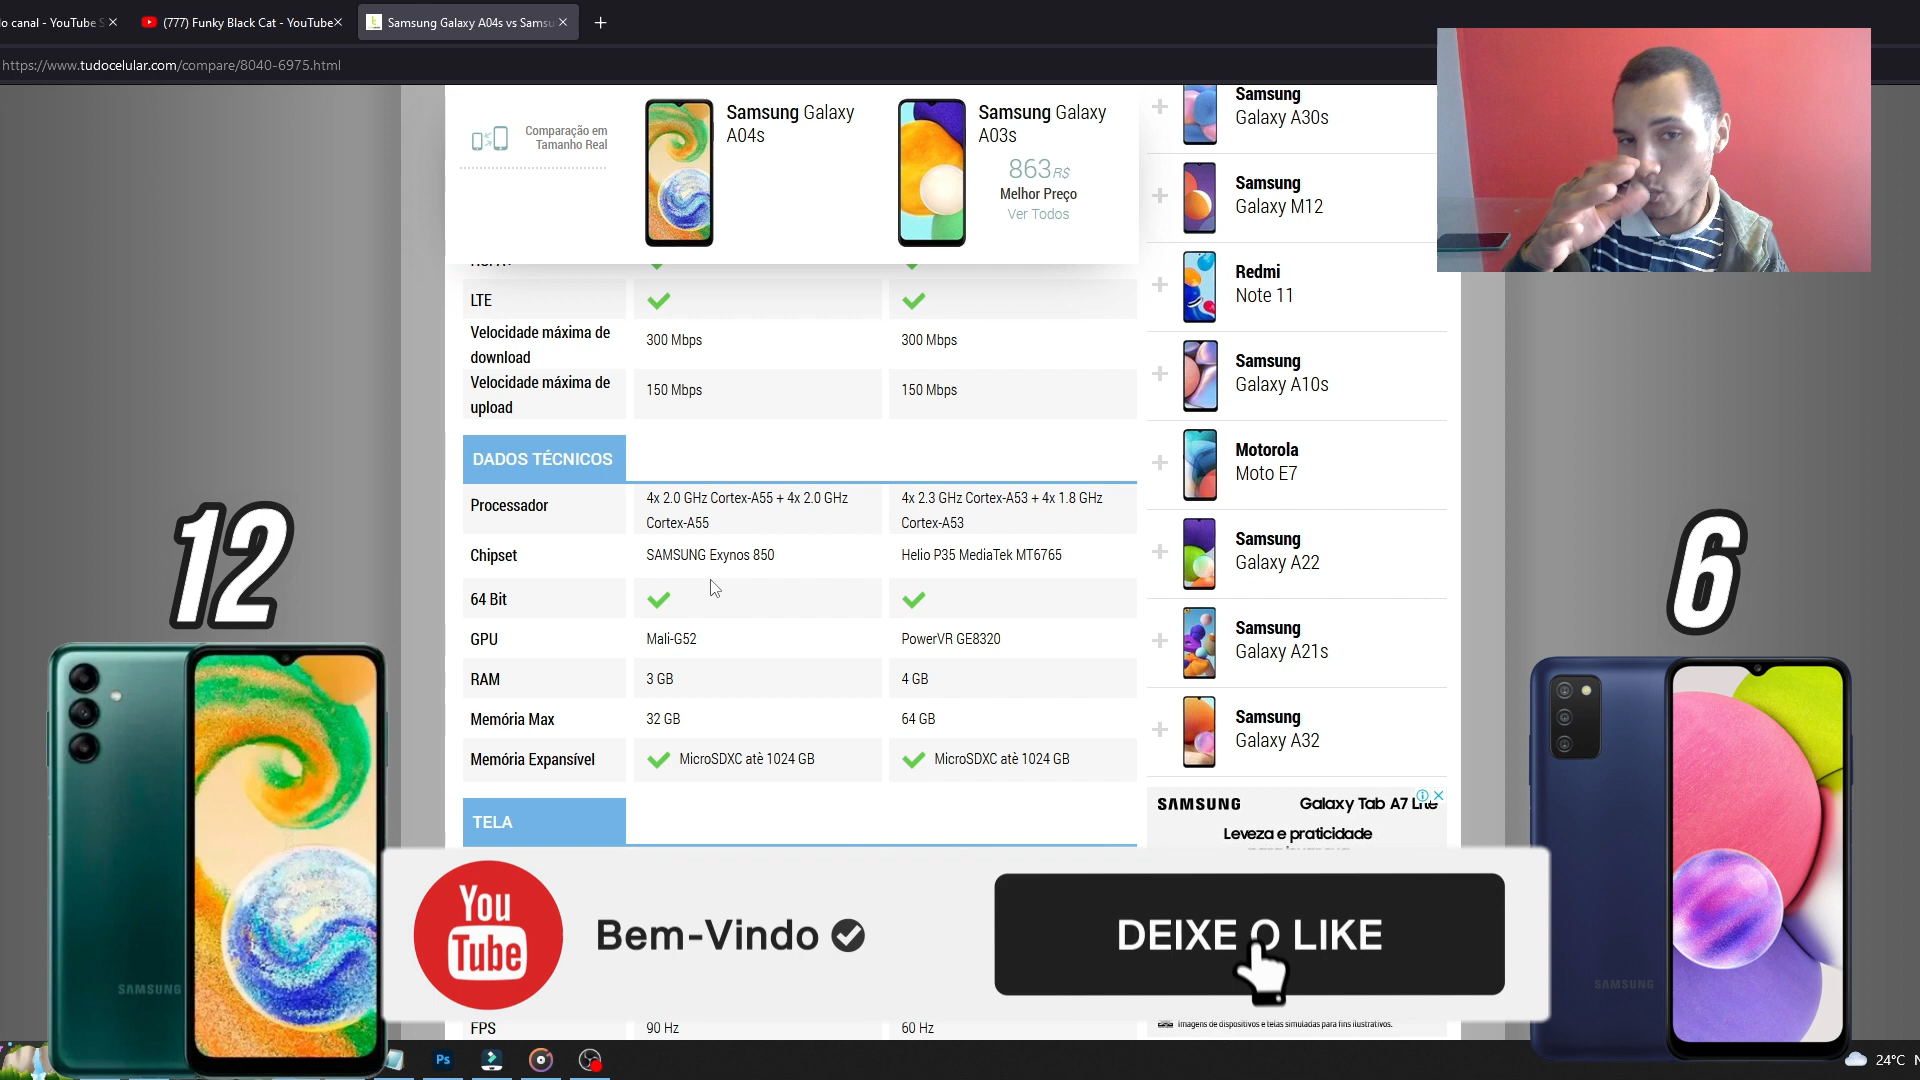 lo canal - YouTube S
(777) Funky Black Cat - YouTube
Samsung Galaxy A04s vs Samsu
https://www.tudocelular.com/compare/8040-6975.html
Comparação em
Tamanho Real
Samsung Galaxy
A04s
Samsung Galaxy
A03s
863 R$
Melhor Preço
Ver Todos
LTE
Velocidade máxima de
download
300 Mbps
300 Mbps
Velocidade máxima de
upload
150 Mbps
150 Mbps
DADOS TÉCNICOS
Processador
4x 2.0 GHz Cortex-A55 + 4x 2.0 GHz
Cortex-A55
4x 2.3 GHz Cortex-A53 + 4x 1.8 GHz
Cortex-A53
Chipset
SAMSUNG Exynos 850
Helio P35 MediaTek MT6765
64 Bit
GPU
Mali-G52
PowerVR GE8320
RAM
3 GB
4 GB
Memória Max
32 GB
64 GB
Memória Expansível
MicroSDXC atè 1024 GB
MicroSDXC atè 1024 GB
TELA
FPS
90 Hz
60 Hz
Samsung
Galaxy A30s
Samsung
Galaxy M12
Redmi
Note 11
Samsung
Galaxy A10s
Motorola
Moto E7
Samsung
Galaxy A22
Samsung
Galaxy A21s
Samsung
Galaxy A32
SAMSUNG
Galaxy Tab A7 Lite
Leveza e praticidade
Imagens de dispositivos e telas simuladas para fins ilustrativos.
12
6
SAMSUNG
SAMSUNG
You
Tube
Bem-Vindo
DEIXE O LIKE
Ps
24°C N